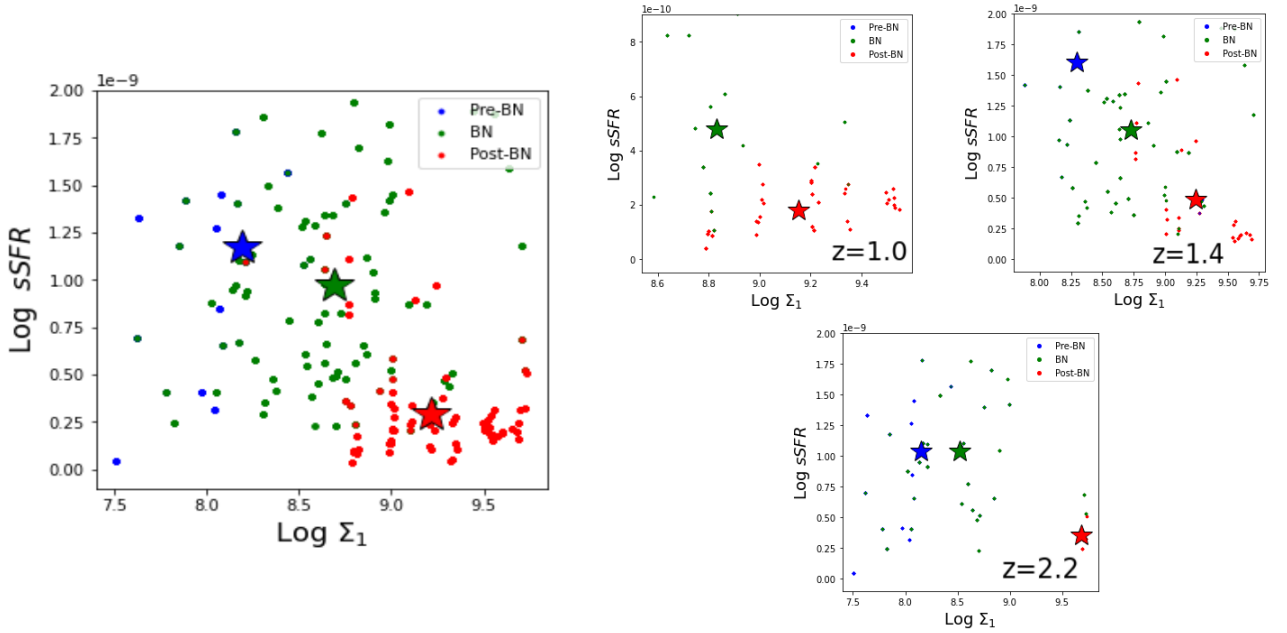 1e−9
2.00
1.75
1.50
1.25
1.00
0.75
0.50
0.25
0.00
Log sSFR
Pre-BN
BN
Post-BN
7.5 8.0 8.5 9.0 9.5
Log Σ1
1e−10
8
6
4
2
0
Log sSFR
Pre-BN
BN
Post-BN
z=1.0
8.6 8.8 9.0 9.2 9.4
Log Σ1
1e−9
2.00
1.75
1.50
1.25
1.00
0.75
0.50
0.25
0.00
Log sSFR
Pre-BN
BN
Post-BN
z=1.4
8.00 8.25 8.50 8.75 9.00 9.25 9.50 9.75
Log Σ1
1e−9
2.00
1.75
1.50
1.25
1.00
0.75
0.50
0.25
0.00
Log sSFR
Pre-BN
BN
Post-BN
z=2.2
7.5 8.0 8.5 9.0 9.5
Log Σ1